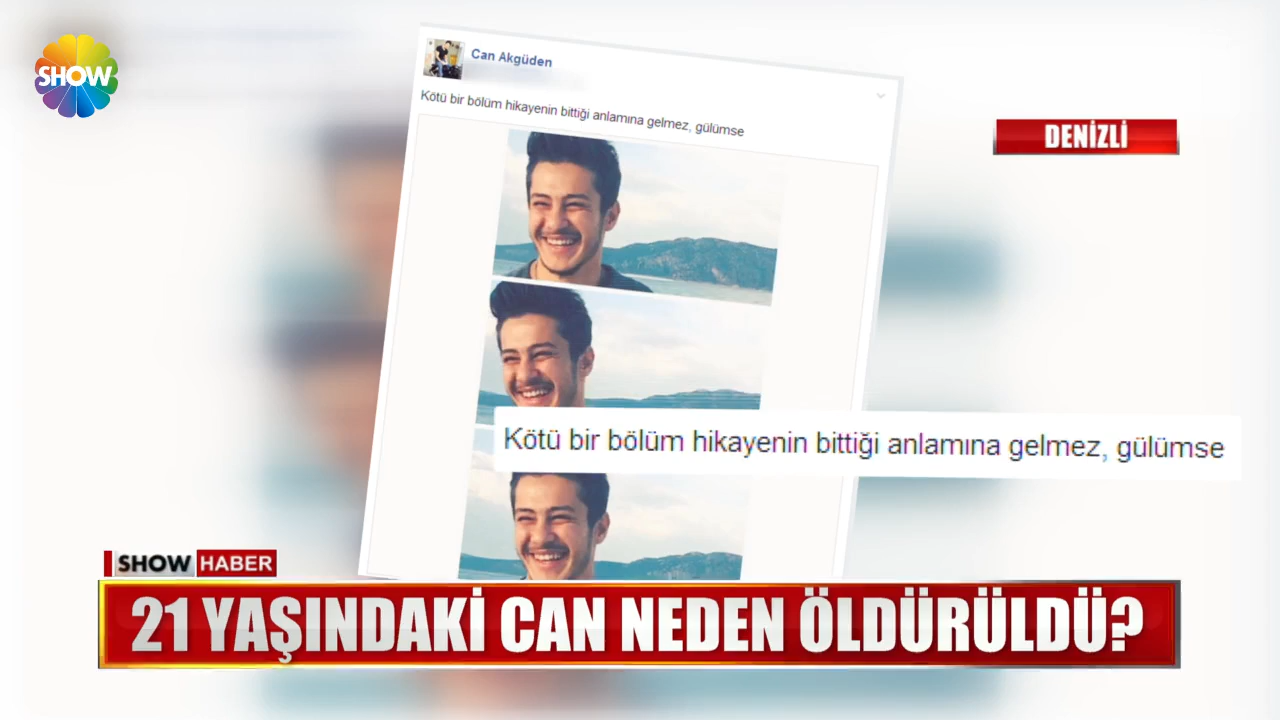 SHOW
Can Akgüden
Kötü bir bölüm hikayenin bittiği anlamına gelmez, gülümse
DENİZLİ
Kötü bir bölüm hikayenin bittiği anlamına gelmez, gülümse
SHOW HABER
21 YAŞINDAKİ CAN NEDEN ÖLDÜRÜLDÜ?